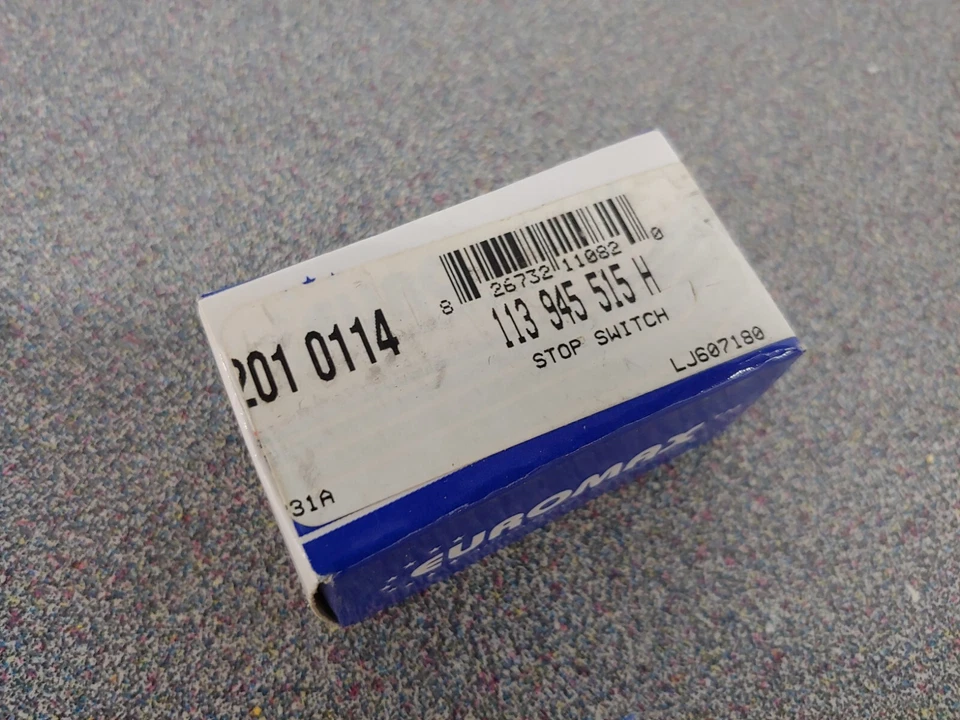 8 26732 11082 0
201 0114
113 945 515 H
STOP SWITCH
LJ607180
31A
EUROMAX